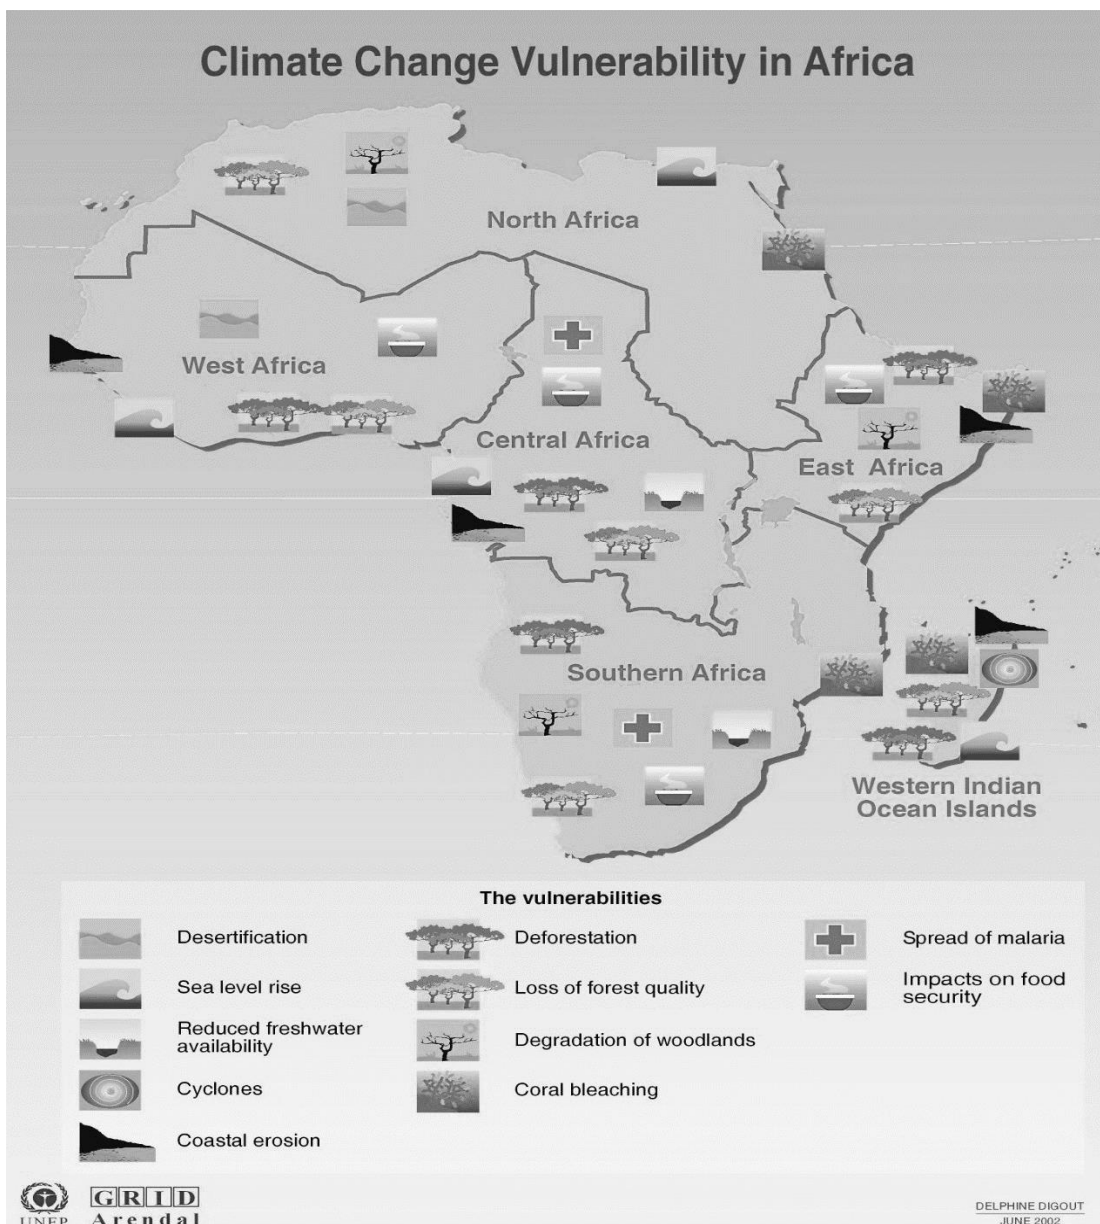 Climate Change Vulnerability in Africa
North Africa
West Africa
Central Africa
East Africa
Southern Africa
Western Indian
Ocean Islands
The vulnerabilities
Desertification
Sea level rise
Reduced freshwater
availability
Cyclones
Coastal erosion
Deforestation
Loss of forest quality
Degradation of woodlands
Coral bleaching
Spread of malaria
Impacts on food
security
UNEP
GRID
Arendal
DELPHINE DIGOUT
JUNE 2002